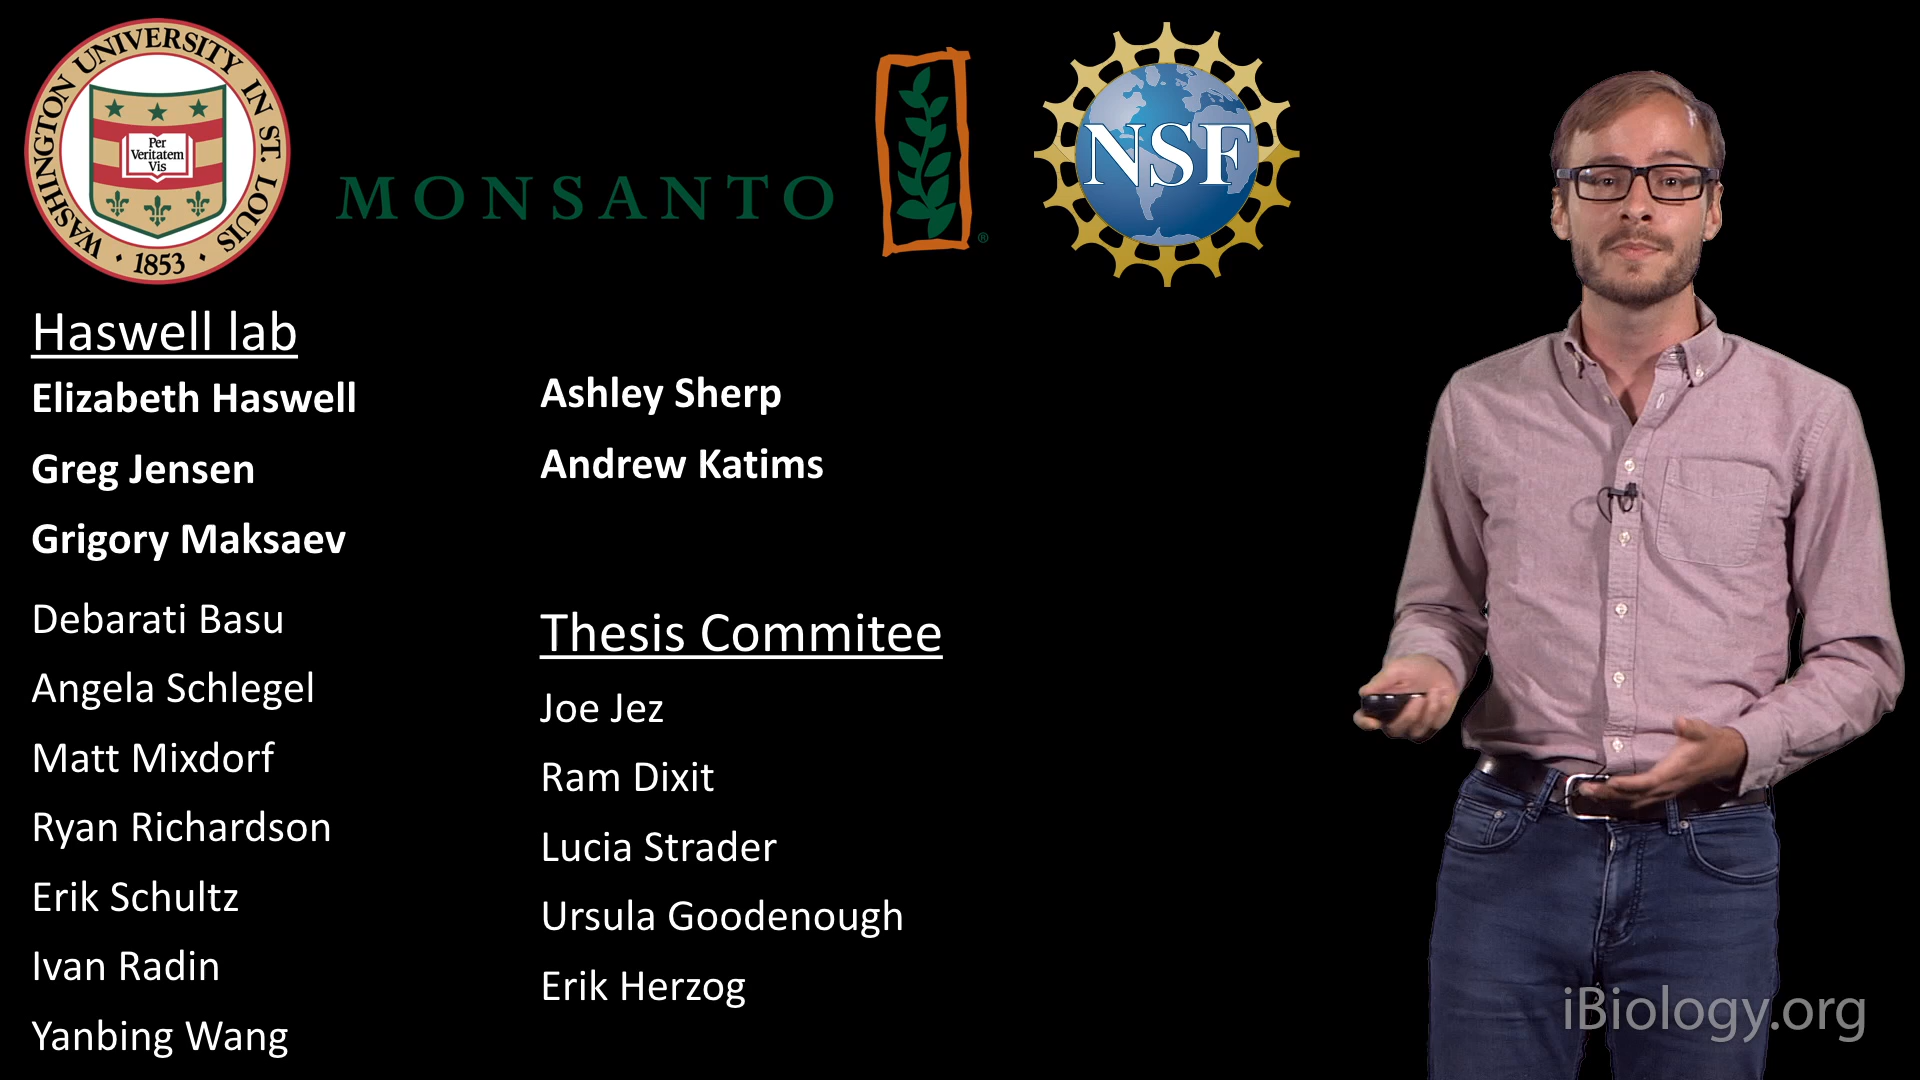 WASHINGTON UNIVERSITY IN ST. LOUIS
Per
Veritatem
Vis
· 1853 ·
MONSANTO
®
NSF
Haswell lab
Elizabeth Haswell
Greg Jensen
Grigory Maksaev
Debarati Basu
Angela Schlegel
Matt Mixdorf
Ryan Richardson
Erik Schultz
Ivan Radin
Yanbing Wang
Ashley Sherp
Andrew Katims
Thesis Commitee
Joe Jez
Ram Dixit
Lucia Strader
Ursula Goodenough
Erik Herzog
iBiology.org